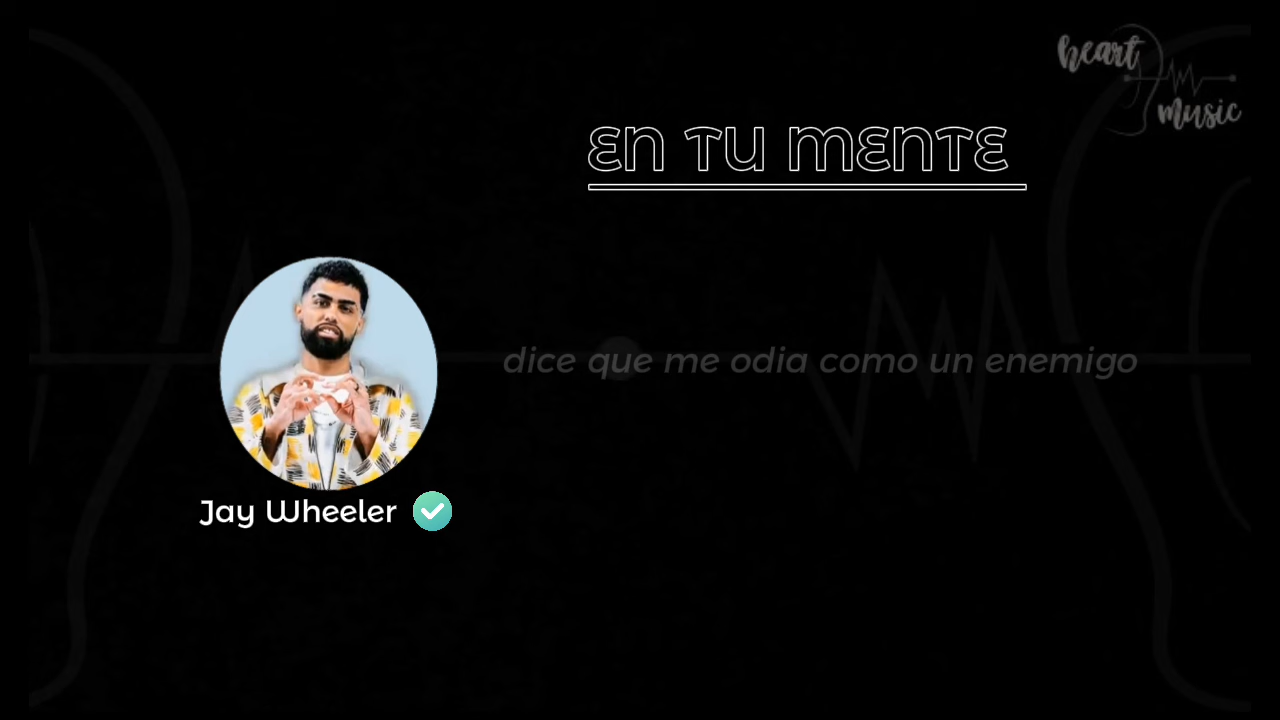 heart
music
En Tu Mente
dice que me odia como un enemigo
Jay Wheeler